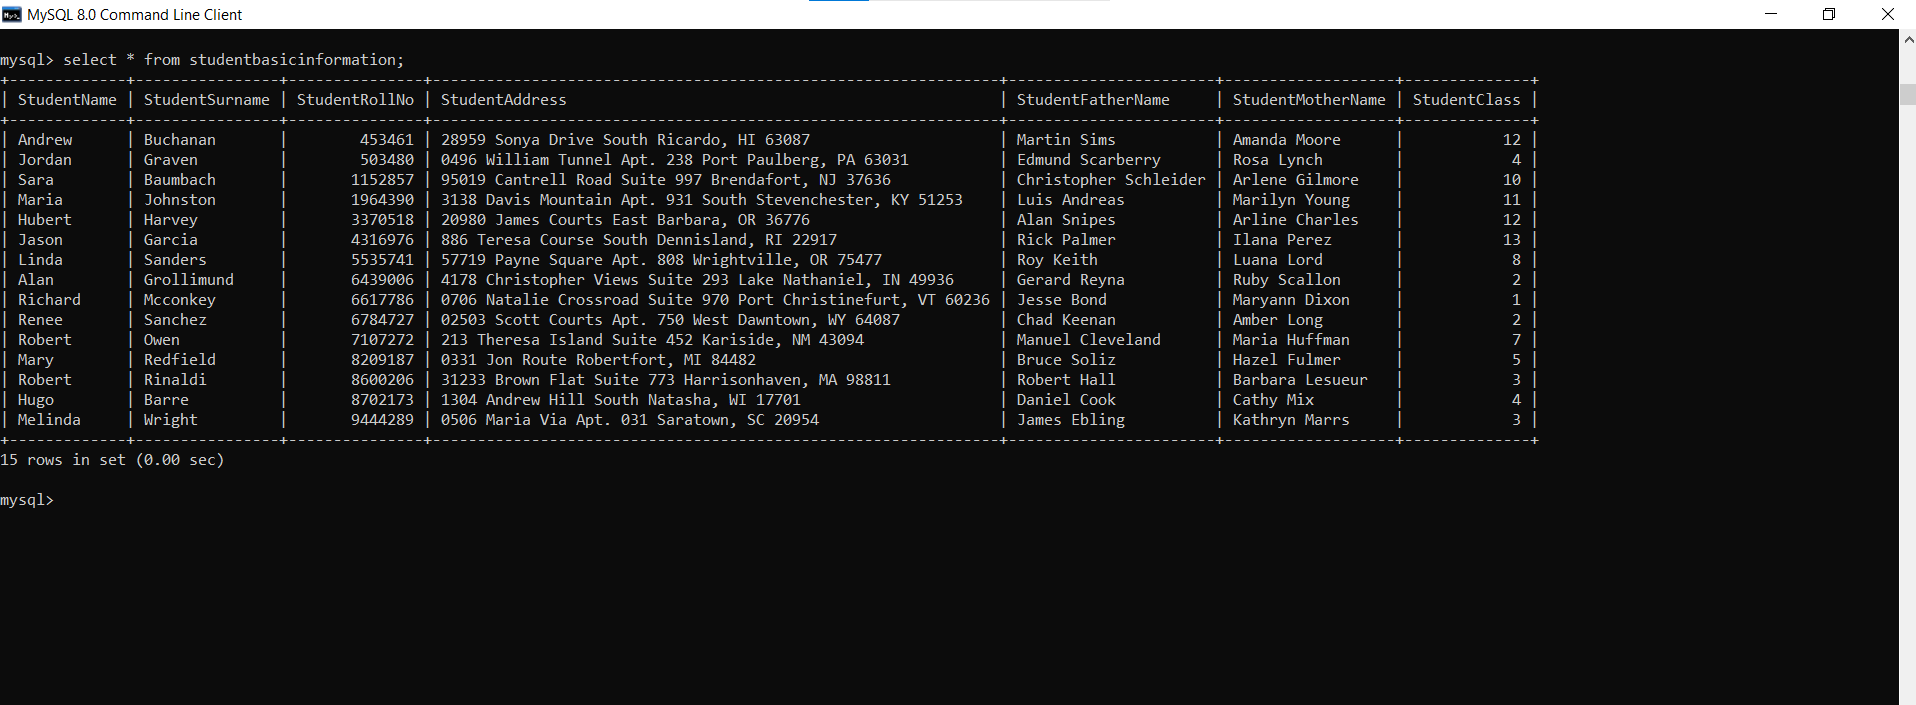 MySQL 8.0 Command Line Client
mysql> select * from studentbasicinformation;
+-------------+----------------+---------------+---------------------------------------------------------------+-----------------------+-------------------+--------------+
| StudentName | StudentSurname | StudentRollNo | StudentAddress | StudentFatherName | StudentMotherName | StudentClass |
+-------------+----------------+---------------+---------------------------------------------------------------+-----------------------+-------------------+--------------+
| Andrew | Buchanan | 453461 | 28959 Sonya Drive South Ricardo, HI 63087 | Martin Sims | Amanda Moore | 12 |
| Jordan | Graven | 503480 | 0496 William Tunnel Apt. 238 Port Paulberg, PA 63031 | Edmund Scarberry | Rosa Lynch | 4 |
| Sara | Baumbach | 1152857 | 95019 Cantrell Road Suite 997 Brendafort, NJ 37636 | Christopher Schleider | Arlene Gilmore | 10 |
| Maria | Johnston | 1964390 | 3138 Davis Mountain Apt. 931 South Stevenchester, KY 51253 | Luis Andreas | Marilyn Young | 11 |
| Hubert | Harvey | 3370518 | 20980 James Courts East Barbara, OR 36776 | Alan Snipes | Arline Charles | 12 |
| Jason | Garcia | 4316976 | 886 Teresa Course South Dennisland, RI 22917 | Rick Palmer | Ilana Perez | 13 |
| Linda | Sanders | 5535741 | 57719 Payne Square Apt. 808 Wrightville, OR 75477 | Roy Keith | Luana Lord | 8 |
| Alan | Grollimund | 6439006 | 4178 Christopher Views Suite 293 Lake Nathaniel, IN 49936 | Gerard Reyna | Ruby Scallon | 2 |
| Richard | Mcconkey | 6617786 | 0706 Natalie Crossroad Suite 970 Port Christinefurt, VT 60236 | Jesse Bond | Maryann Dixon | 1 |
| Renee | Sanchez | 6784727 | 02503 Scott Courts Apt. 750 West Dawntown, WY 64087 | Chad Keenan | Amber Long | 2 |
| Robert | Owen | 7107272 | 213 Theresa Island Suite 452 Kariside, NM 43094 | Manuel Cleveland | Maria Huffman | 7 |
| Mary | Redfield | 8209187 | 0331 Jon Route Robertfort, MI 84482 | Bruce Soliz | Hazel Fulmer | 5 |
| Robert | Rinaldi | 8600206 | 31233 Brown Flat Suite 773 Harrisonhaven, MA 98811 | Robert Hall | Barbara Lesueur | 3 |
| Hugo | Barre | 8702173 | 1304 Andrew Hill South Natasha, WI 17701 | Daniel Cook | Cathy Mix | 4 |
| Melinda | Wright | 9444289 | 0506 Maria Via Apt. 031 Saratown, SC 20954 | James Ebling | Kathryn Marrs | 3 |
+-------------+----------------+---------------+---------------------------------------------------------------+-----------------------+-------------------+--------------+
15 rows in set (0.00 sec)
mysql>